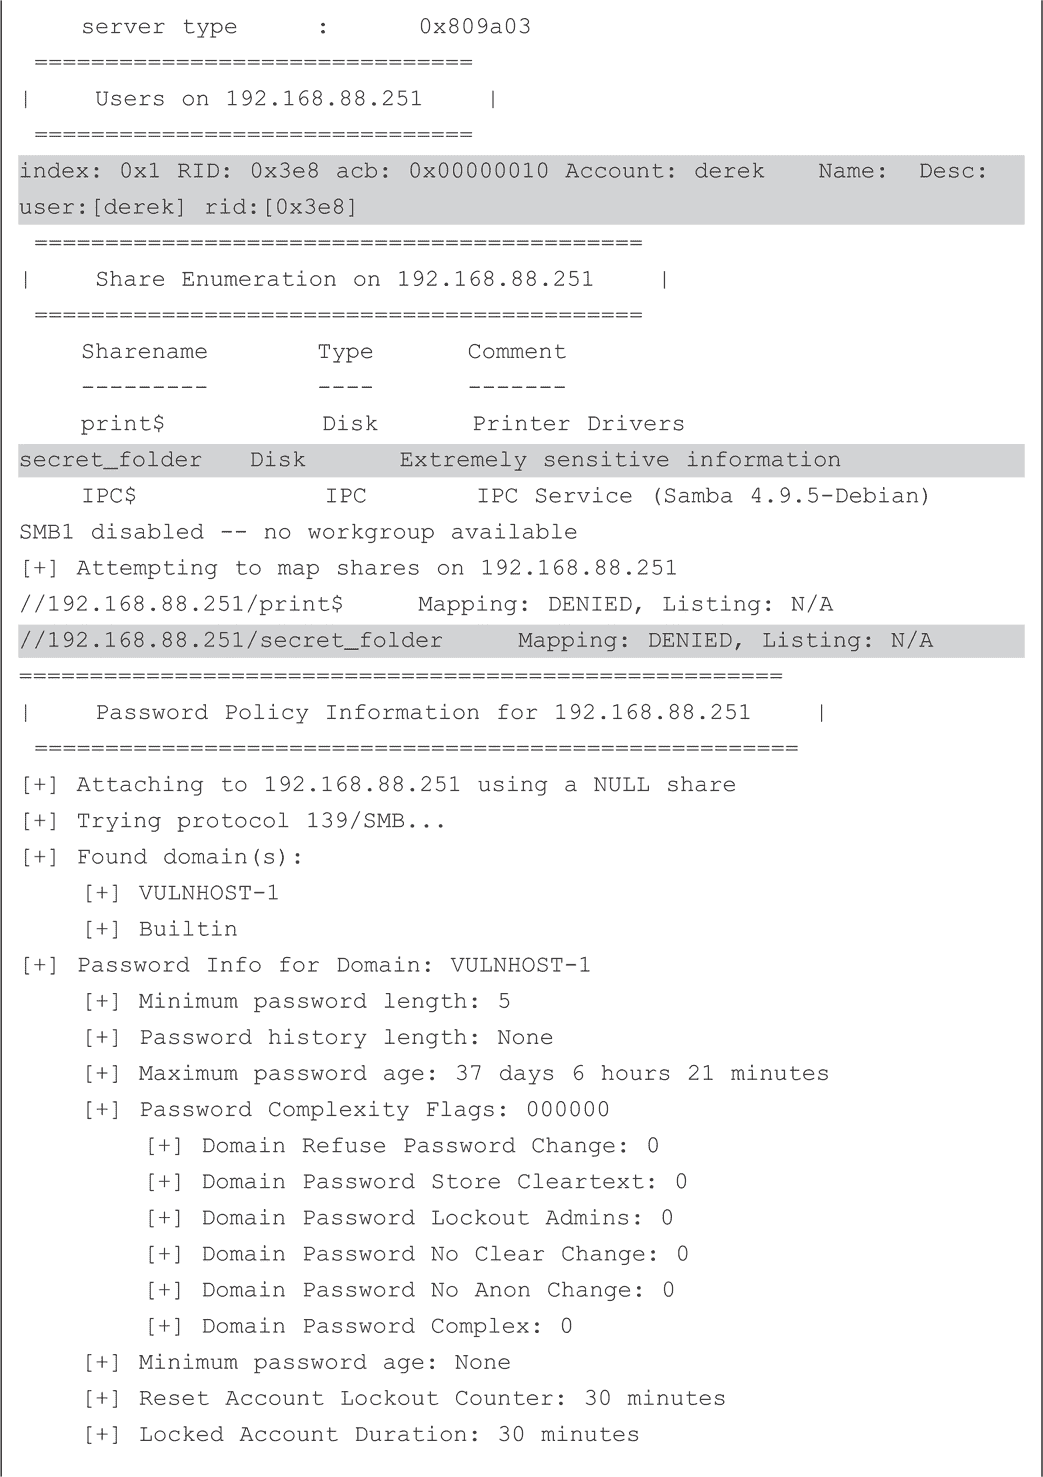 server type : 0x809a03
===============================
| Users on 192.168.88.251 |
===============================
index: 0x1 RID: 0x3e8 acb: 0x00000010 Account: derek Name: Desc:
user:[derek] rid:[0x3e8]
===========================================
| Share Enumeration on 192.168.88.251 |
===========================================
Sharename Type Comment
--------- ---- -------
print$ Disk Printer Drivers
secret_folder Disk Extremely sensitive information
IPC$ IPC IPC Service (Samba 4.9.5-Debian)
SMB1 disabled -- no workgroup available
[+] Attempting to map shares on 192.168.88.251
//192.168.88.251/print$ Mapping: DENIED, Listing: N/A
//192.168.88.251/secret_folder Mapping: DENIED, Listing: N/A
======================================================
| Password Policy Information for 192.168.88.251 |
======================================================
[+] Attaching to 192.168.88.251 using a NULL share
[+] Trying protocol 139/SMB...
[+] Found domain(s):
[+] VULNHOST-1
[+] Builtin
[+] Password Info for Domain: VULNHOST-1
[+] Minimum password length: 5
[+] Password history length: None
[+] Maximum password age: 37 days 6 hours 21 minutes
[+] Password Complexity Flags: 000000
[+] Domain Refuse Password Change: 0
[+] Domain Password Store Cleartext: 0
[+] Domain Password Lockout Admins: 0
[+] Domain Password No Clear Change: 0
[+] Domain Password No Anon Change: 0
[+] Domain Password Complex: 0
[+] Minimum password age: None
[+] Reset Account Lockout Counter: 30 minutes
[+] Locked Account Duration: 30 minutes